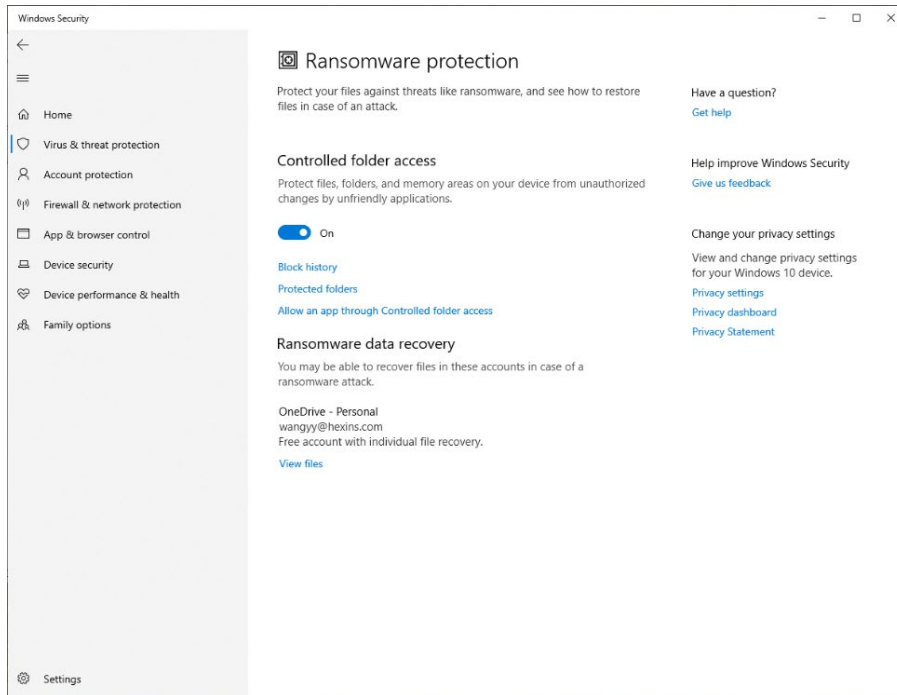 Windows Security
Home
Virus & threat protection
Account protection
Firewall & network protection
App & browser control
Device security
Device performance & health
Family options
Settings
Ransomware protection
Protect your files against threats like ransomware, and see how to restore
files in case of an attack.
Controlled folder access
Protect files, folders, and memory areas on your device from unauthorized
changes by unfriendly applications.
On
Block history
Protected folders
Allow an app through Controlled folder access
Ransomware data recovery
You may be able to recover files in these accounts in case of a
ransomware attack.
OneDrive - Personal
wangyy@hexins.com
Free account with individual file recovery.
View files
Have a question?
Get help
Help improve Windows Security
Give us feedback
Change your privacy settings
View and change privacy settings
for your Windows 10 device.
Privacy settings
Privacy dashboard
Privacy Statement